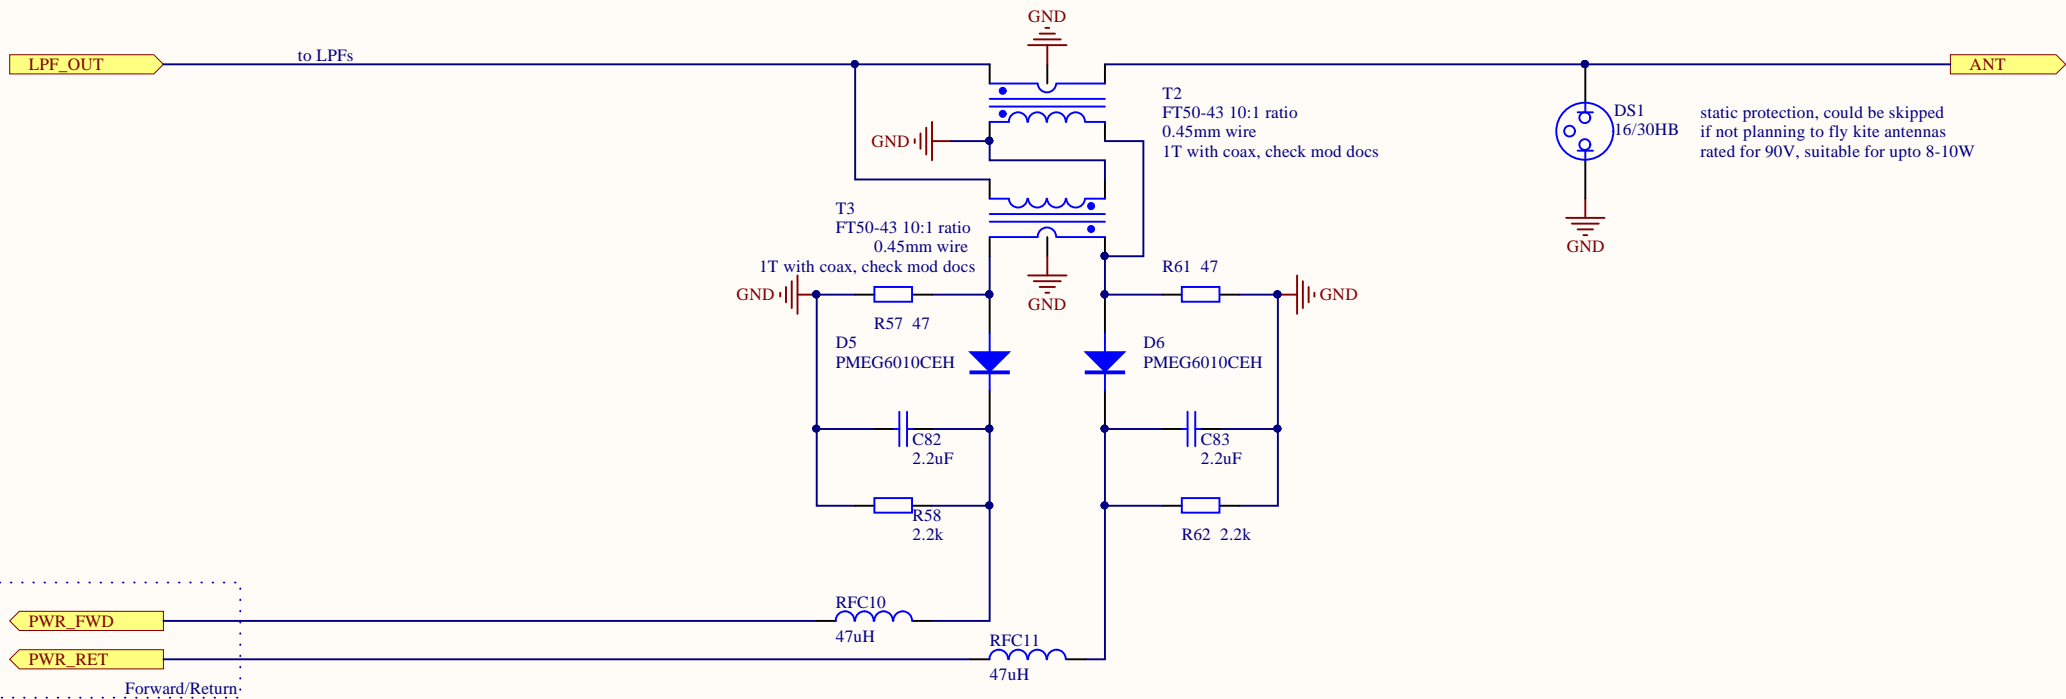 GND
LPF_OUT
to LPFs
ANT
T2
FT50-43 10:1 ratio
0.45mm wire
1T with coax, check mod docs
DS1
16/30HB
static protection, could be skipped
if not planning to fly kite antennas
rated for 90V, suitable for upto 8-10W
GND
T3
FT50-43 10:1 ratio
0.45mm wire
1T with coax, check mod docs
GND
R61 47
GND
GND
GND
R57 47
D5
PMEG6010CEH
D6
PMEG6010CEH
C82
2.2uF
C83
2.2uF
R58
2.2k
R62 2.2k
RFC10
47uH
PWR_FWD
RFC11
47uH
PWR_RET
Forward/Return
GND